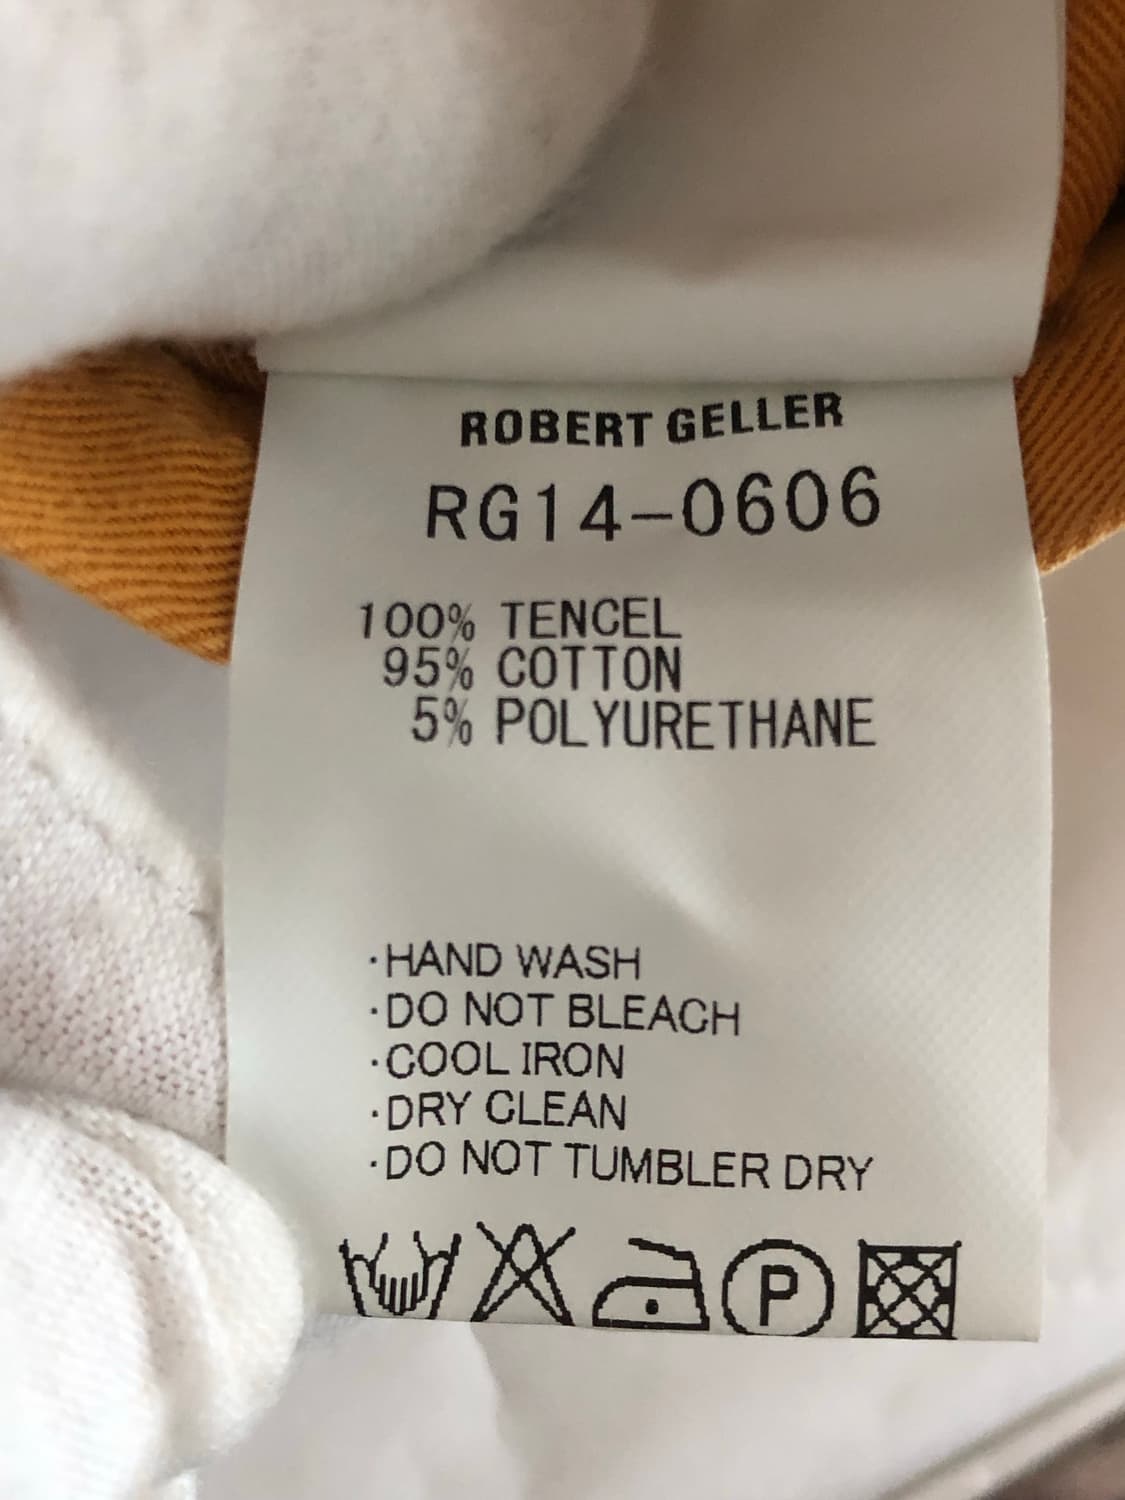 ROBERT GELLER
RG14-0606
100% TENCEL
95% COTTON
5% POLYURETHANE
·HAND WASH
·DO NOT BLEACH
·COOL IRON
·DRY CLEAN
·DO NOT TUMBLER DRY
P